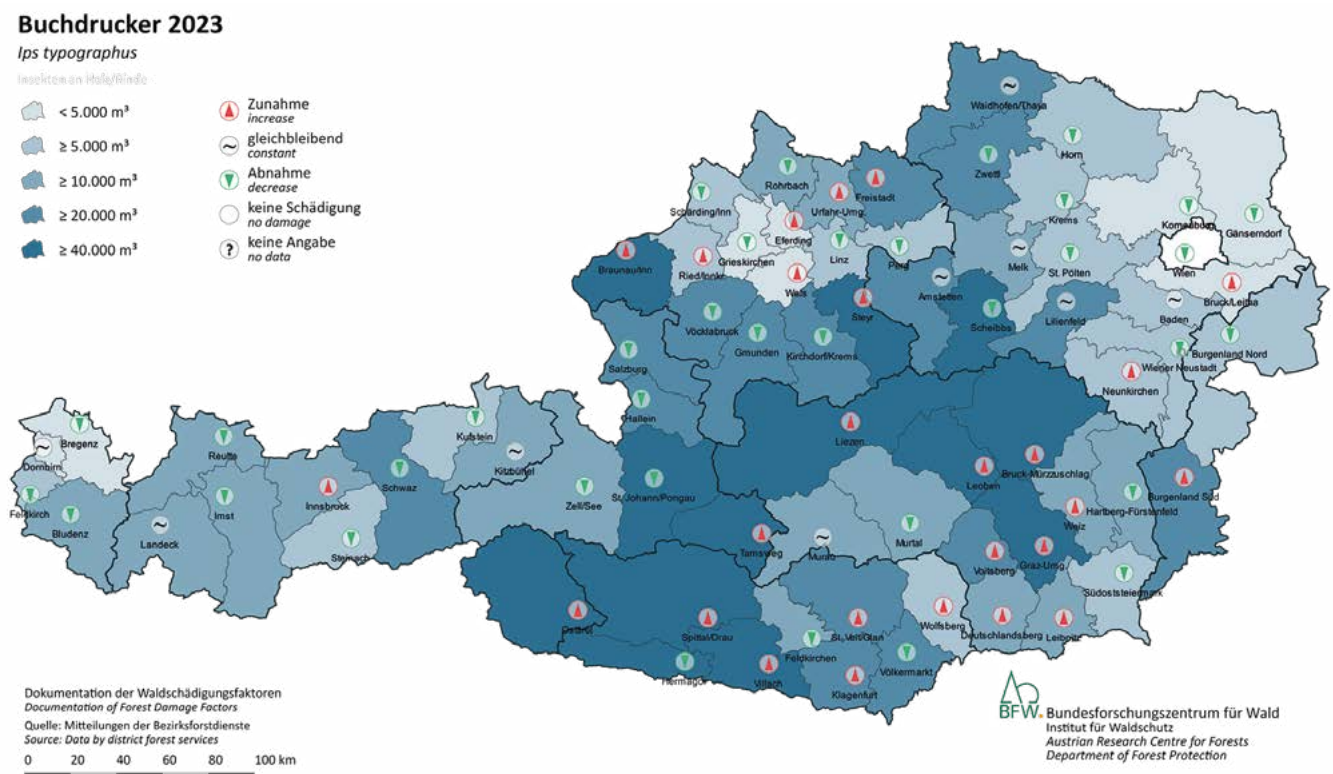 Buchdrucker 2023
Ips typographus
Insekten an Holz/Rinde
< 5.000 m³
≥ 5.000 m³
≥ 10.000 m³
≥ 20.000 m³
≥ 40.000 m³
Zunahme
increase
gleichbleibend
constant
Abnahme
decrease
keine Schädigung
no damage
? keine Angabe
no data
Waidhofen/Thaya
Horn
Zwettl
Rohrbach
Freistadt
Schärding/Inn
Urfahr-Umg.
Krems
Korneuburg
Gänserndorf
Eferding
Grieskirchen
Linz
Perg
Melk
St. Pölten
Wien
Braunau/Inn
Ried/Innkr.
Wels
Amstetten
Bruck/Leitha
Steyr
Scheibbs
Lilienfeld
Baden
Vöcklabruck
Gmunden
Kirchdorf/Krems
Burgenland Nord
Salzburg
Wiener Neustadt
Neunkirchen
Hallein
Liezen
Bregenz
Reutte
Kufstein
Dornbirn
Kitzbühel
Schwaz
Leoben
Bruck-Mürzzuschlag
St. Johann/Pongau
Burgenland Süd
Feldkirch
Imst
Innsbruck
Zell/See
Hartberg-Fürstenfeld
Bludenz
Landeck
Weiz
Steinach
Murtal
Tamsweg
Murau
Voitsberg
Graz-Umg.
Südoststeiermark
Osttirol
Spittal/Drau
St. Veit/Glan
Wolfsberg
Deutschlandsberg
Leibnitz
Feldkirchen
Hermagor
Villach
Völkermarkt
Klagenfurt
Dokumentation der Waldschädigungsfaktoren
Documentation of Forest Damage Factors
Quelle: Mitteilungen der Bezirksforstdienste
Source: Data by district forest services
0 20 40 60 80 100 km
BFW. Bundesforschungszentrum für Wald
Institut für Waldschutz
Austrian Research Centre for Forests
Department of Forest Protection